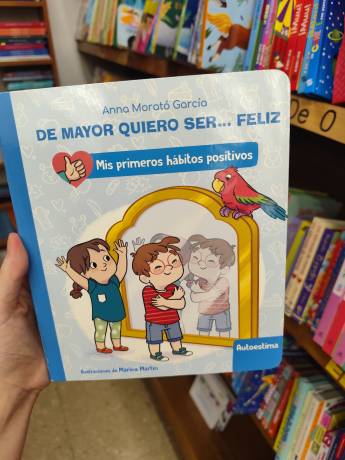 Anna Morató García
DE MAYOR QUIERO SER... FELIZ
Mis primeros hábitos positivos
Autoestima
Ilustraciones de Marina Martín
De 0